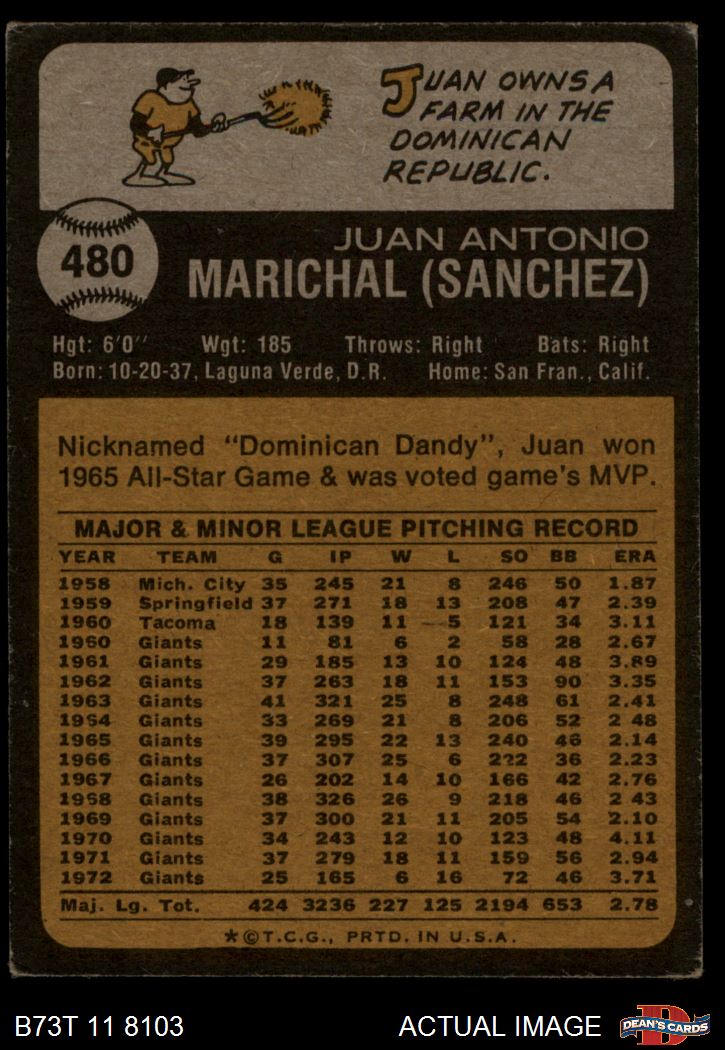 JUAN OWNS A
FARM IN THE
DOMINICAN
REPUBLIC.
480
JUAN ANTONIO
MARICHAL (SANCHEZ)
Hgt: 6'0" Wgt: 185 Throws: Right Bats: Right
Born: 10-20-37, Laguna Verde, D.R. Home: San Fran., Calif.
Nicknamed "Dominican Dandy", Juan won
1965 All-Star Game & was voted game's MVP.
MAJOR & MINOR LEAGUE PITCHING RECORD
YEAR TEAM G IP W L SO BB ERA
1958 Mich. City 35 245 21 8 246 50 1.87
1959 Springfield 37 271 18 13 208 47 2.39
1960 Tacoma 18 139 11 5 121 34 3.11
1960 Giants 11 81 6 2 58 28 2.67
1961 Giants 29 185 13 10 124 48 3.89
1962 Giants 37 263 18 11 153 90 3.35
1963 Giants 41 321 25 8 248 61 2.41
1964 Giants 33 269 21 8 206 52 2 48
1965 Giants 39 295 22 13 240 46 2.14
1966 Giants 37 307 25 6 222 36 2.23
1967 Giants 26 202 14 10 166 42 2.76
1968 Giants 38 326 26 9 218 46 2 43
1969 Giants 37 300 21 11 205 54 2.10
1970 Giants 34 243 12 10 123 48 4.11
1971 Giants 37 279 18 11 159 56 2.94
1972 Giants 25 165 6 16 72 46 3.71
Maj. Lg. Tot. 424 3236 227 125 2194 653 2.78
*©T.C.G., PRTD. IN U.S.A.
B73T 11 8103 ACTUAL IMAGE D DEAN'S CARDS